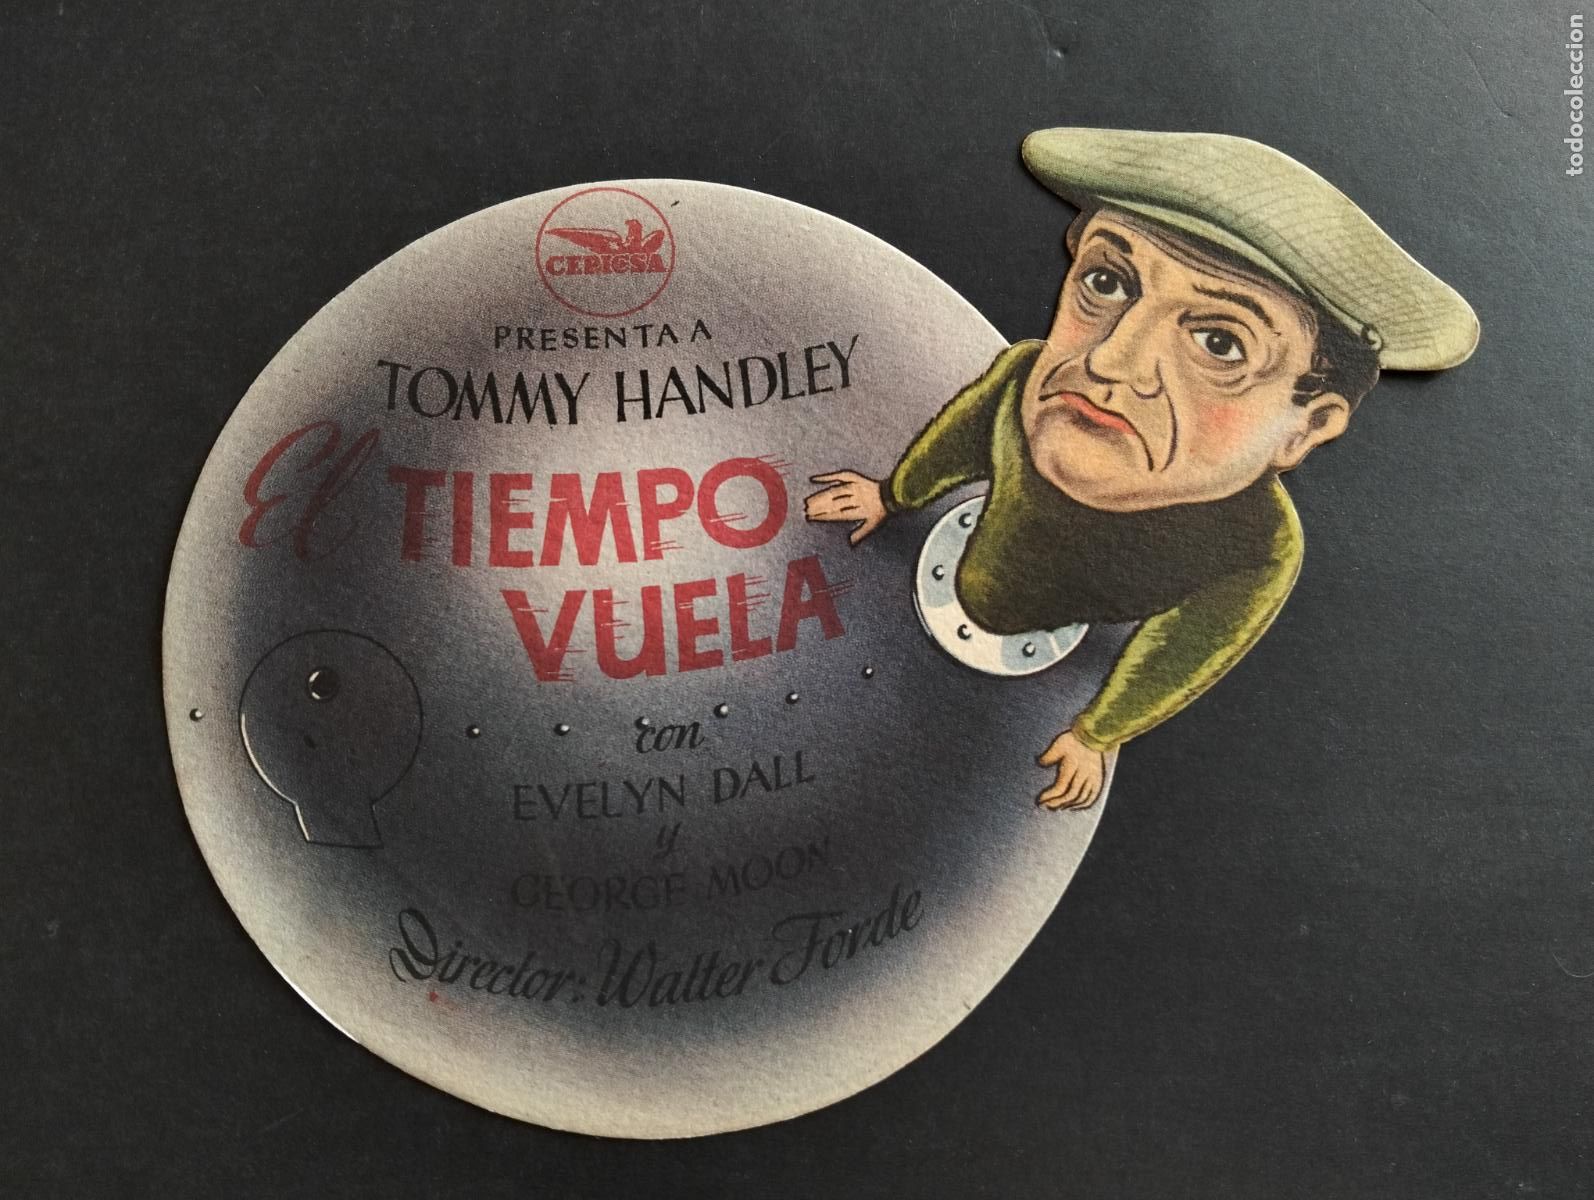 CEPICSA
PRESENTA A
TOMMY HANDLEY
El TIEMPO
VUELA
con
EVELYN DALL
y
GEORGE MOON
Director: Walter Forde
todocoleccion